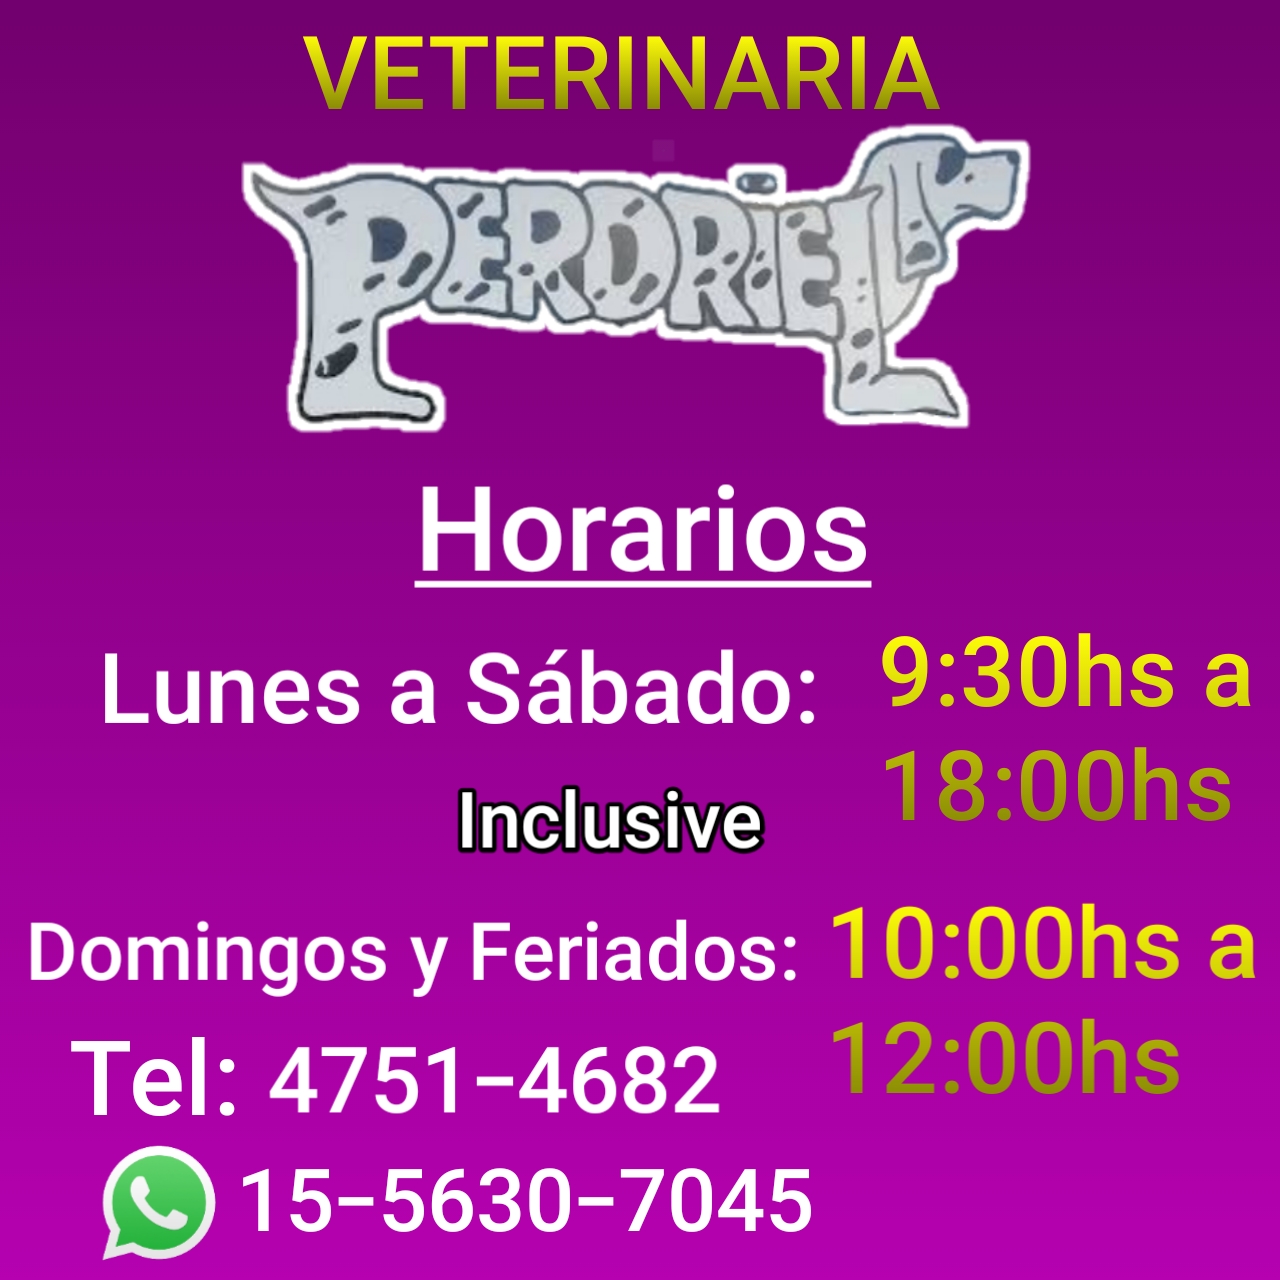 VETERINARIA
PERDRIEL
Horarios
Lunes a Sábado: 9:30hs a
18:00hs
Inclusive
Domingos y Feriados: 10:00hs a
12:00hs
Tel: 4751-4682
15-5630-7045